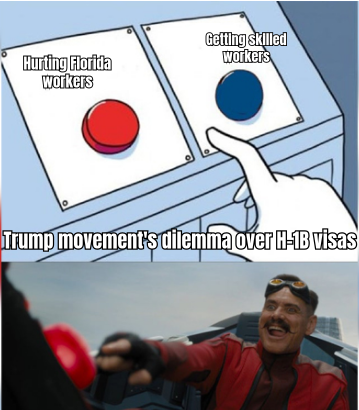 Hurting Florida
workers
Getting skilled
workers
Trump movement's dilemma over H-1B visas